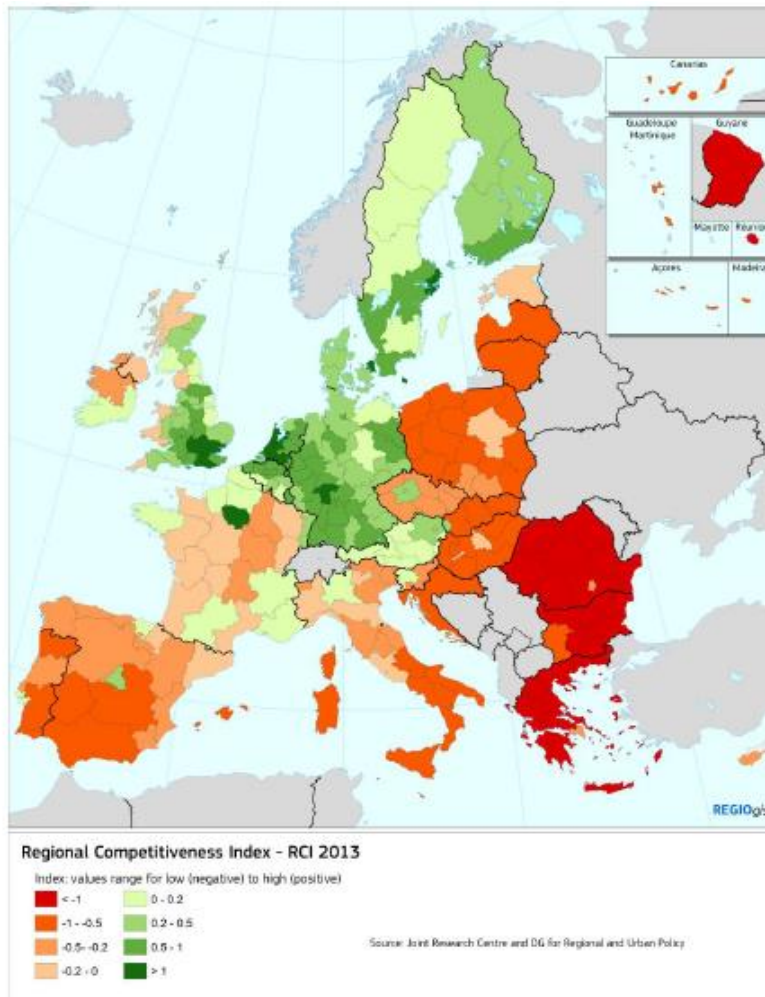 Canarias
Guadeloupe
Martinique
Guyane
Mayotte
Réunion
Açores
Madeira
REGIOgis
Regional Competitiveness Index - RCI 2013
Index: values range for low (negative) to high (positive)
< -1
-1 - -0.5
-0.5- -0.2
-0.2 - 0
0 - 0.2
0.2 - 0.5
0.5 - 1
> 1
Source: Joint Research Centre and DG for Regional and Urban Policy